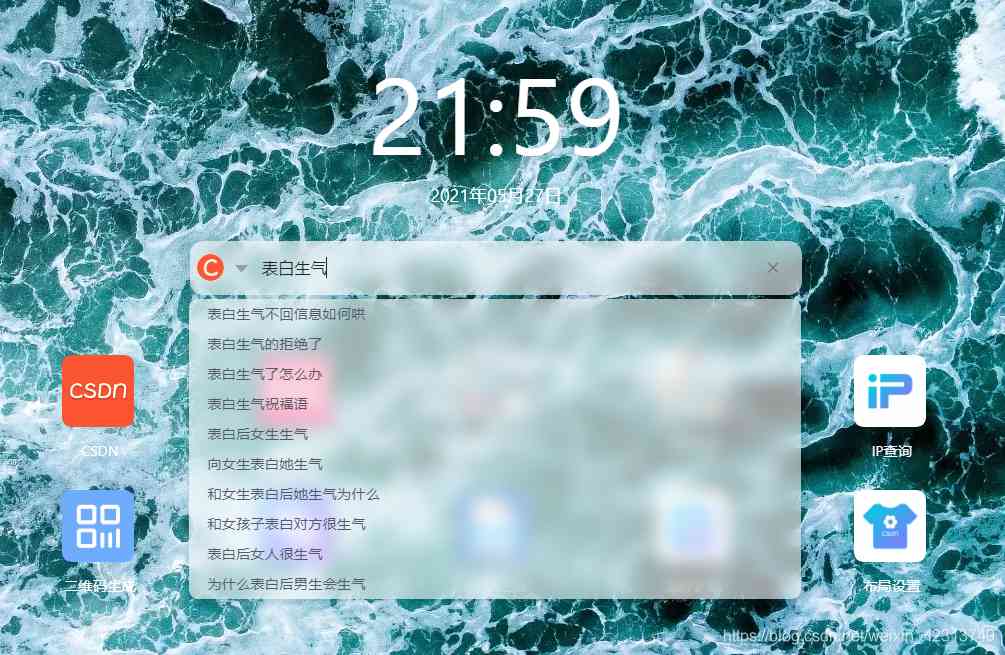 21:59
2021年05月27日
C
表白生气
表白生气不回信息如何哄
表白生气的拒绝了
表白生气了怎么办
表白生气祝福语
表白后女生生气
向女生表白她生气
和女生表白后她生气为什么
和女孩子表白对方很生气
表白后女人很生气
为什么表白后男生会生气
CSDN
CSDN
iP
IP查询
二维码生成
CSDN
布局设置
https://blog.csdn.net/weixin_42313749